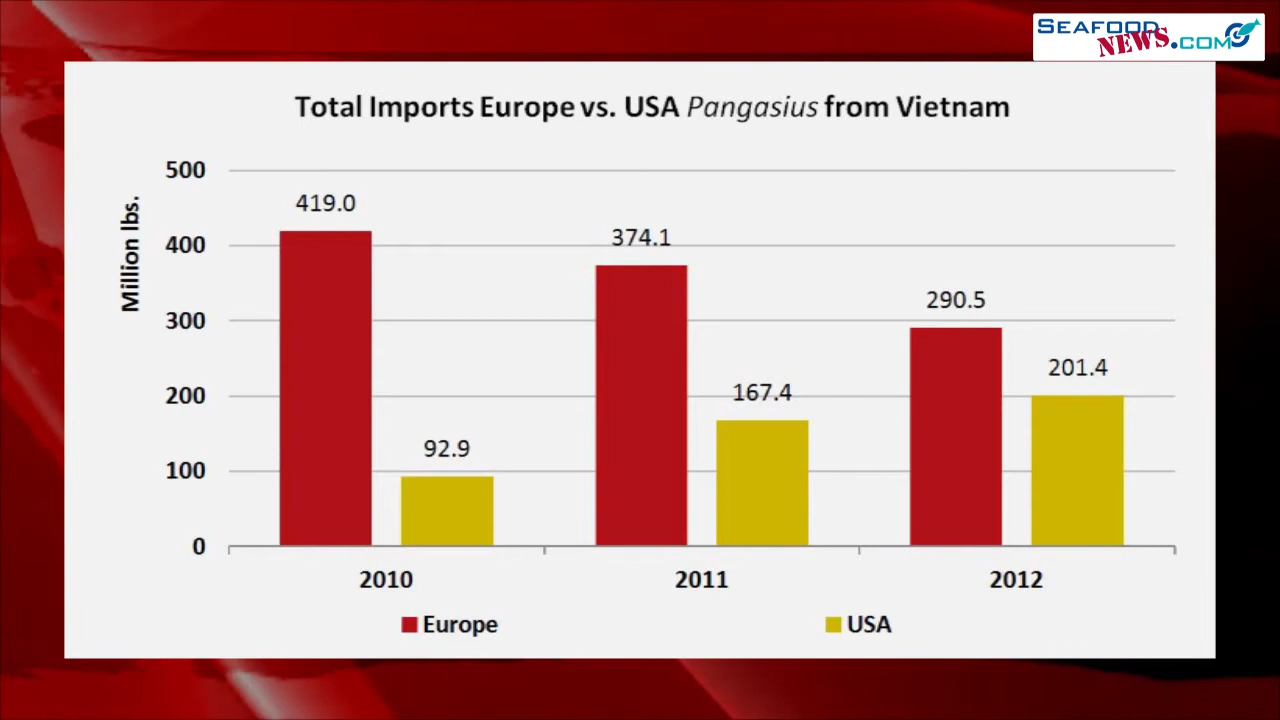 SEAFOOD
NEWS.COM
Total Imports Europe vs. USA Pangasius from Vietnam
Million lbs.
500
400
300
200
100
0
419.0
92.9
374.1
167.4
290.5
201.4
2010
2011
2012
Europe
USA